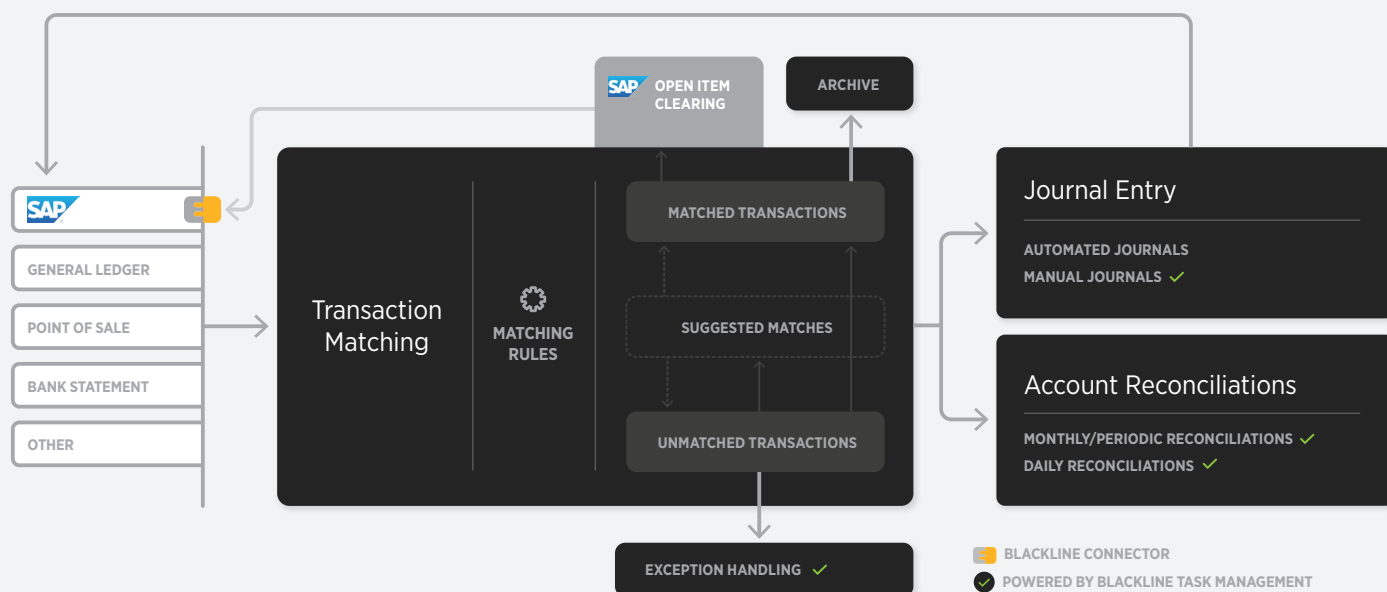 SAP OPEN ITEM
CLEARING
ARCHIVE
SAP
GENERAL LEDGER
POINT OF SALE
BANK STATEMENT
OTHER
Transaction
Matching
MATCHING
RULES
MATCHED TRANSACTIONS
SUGGESTED MATCHES
UNMATCHED TRANSACTIONS
EXCEPTION HANDLING
Journal Entry
AUTOMATED JOURNALS
MANUAL JOURNALS
Account Reconciliations
MONTHLY/PERIODIC RECONCILIATIONS
DAILY RECONCILIATIONS
BLACKLINE CONNECTOR
POWERED BY BLACKLINE TASK MANAGEMENT